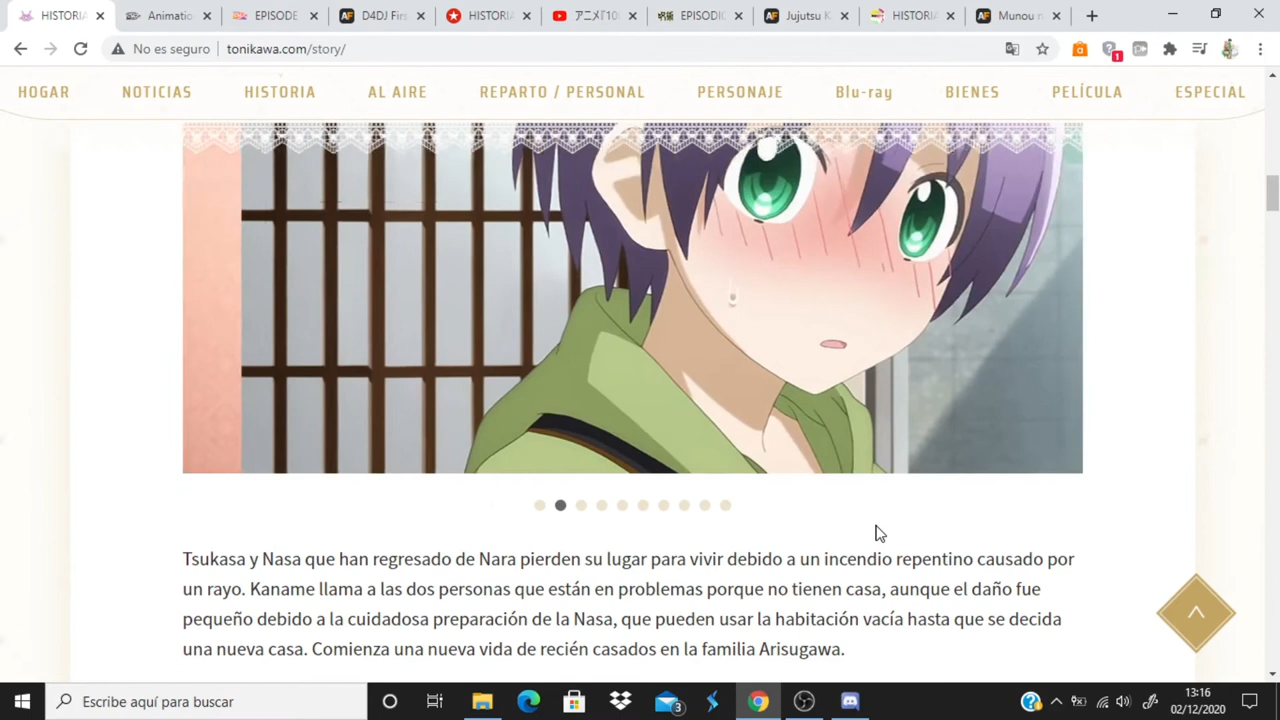 HISTORIA
Animatio
EPISODE
D4DJ Firs
HISTORIA
アニメ『10
EPISODIC
Jujutsu K
HISTORIA
Munou n
No es seguro
tonikawa.com/story/
1
HOGAR
NOTICIAS
HISTORIA
AL AIRE
REPARTO / PERSONAL
PERSONAJE
Blu-ray
BIENES
PELÍCULA
ESPECIAL
Tsukasa y Nasa que han regresado de Nara pierden su lugar para vivir debido a un incendio repentino causado por
un rayo. Kaname llama a las dos personas que están en problemas porque no tienen casa, aunque el daño fue
pequeño debido a la cuidadosa preparación de la Nasa, que pueden usar la habitación vacía hasta que se decida
una nueva casa. Comienza una nueva vida de recién casados en la familia Arisugawa.
Escribe aquí para buscar
3
13:16
02/12/2020